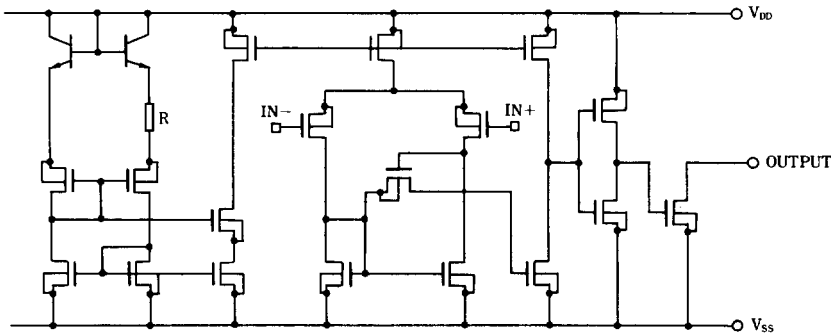 V_DD
IN−
IN+
R
OUTPUT
V_SS